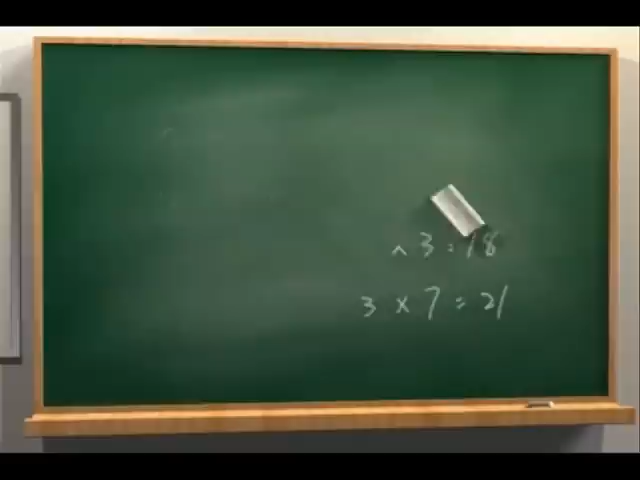 3 = 18
3 x 7 = 21